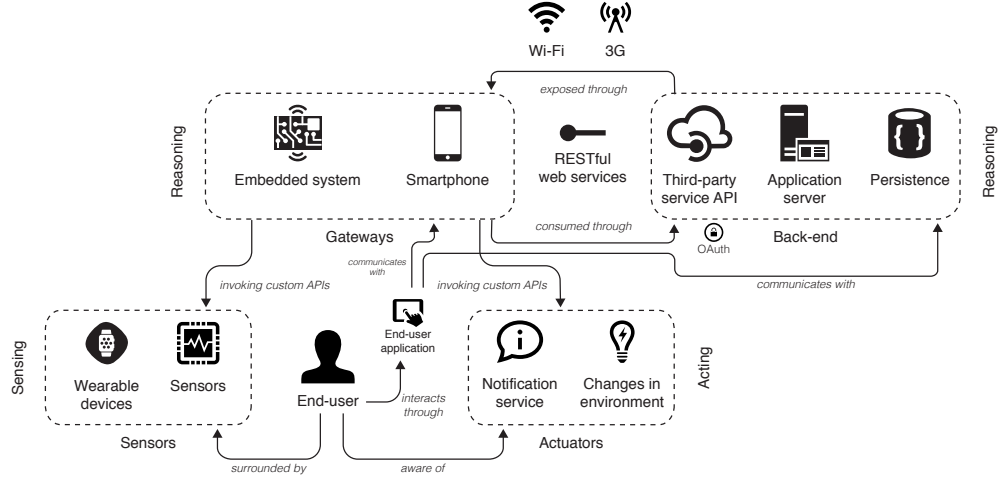 Wi-Fi
3G
exposed through
Reasoning
Embedded system
Smartphone
RESTful
web services
Third-party
service API
Application
server
Persistence
Reasoning
Gateways
consumed through
OAuth
Back-end
communicates
with
invoking custom APIs
invoking custom APIs
communicates with
Sensing
Wearable
devices
Sensors
End-user
application
End-user
interacts
through
Notification
service
Changes in
environment
Acting
Sensors
Actuators
surrounded by
aware of